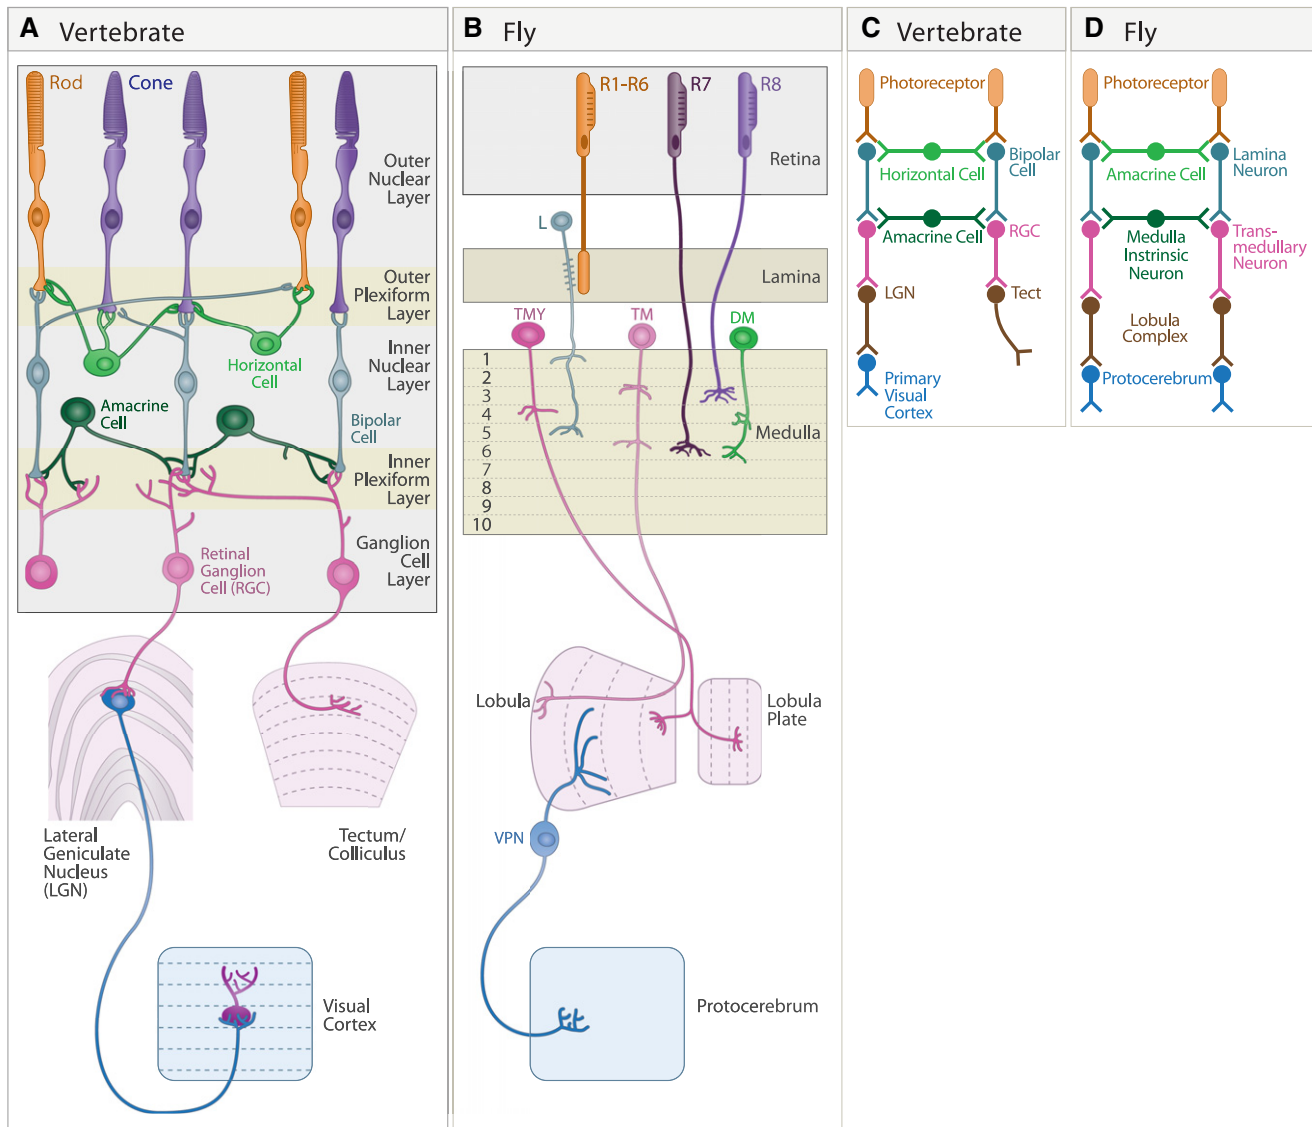 A Vertebrate
Rod
Cone
Outer
Nuclear
Layer
Outer
Plexiform
Layer
Horizontal
Cell
Inner
Nuclear
Layer
Amacrine
Cell
Bipolar
Cell
Inner
Plexiform
Layer
Retinal
Ganglion
Cell (RGC)
Ganglion
Cell
Layer
Lateral
Geniculate
Nucleus
(LGN)
Tectum/
Colliculus
Visual
Cortex
B Fly
R1-R6
R7
R8
Retina
L
Lamina
TMY
TM
DM
1
2
3
4
5
6
7
8
9
10
Medulla
Lobula
Lobula
Plate
VPN
Protocerebrum
C Vertebrate
Photoreceptor
Horizontal Cell
Bipolar
Cell
Amacrine Cell
RGC
LGN
Tect
Primary
Visual
Cortex
D Fly
Photoreceptor
Amacrine Cell
Lamina
Neuron
Medulla
Instrinsic
Neuron
Trans-
medullary
Neuron
Lobula
Complex
Protocerebrum